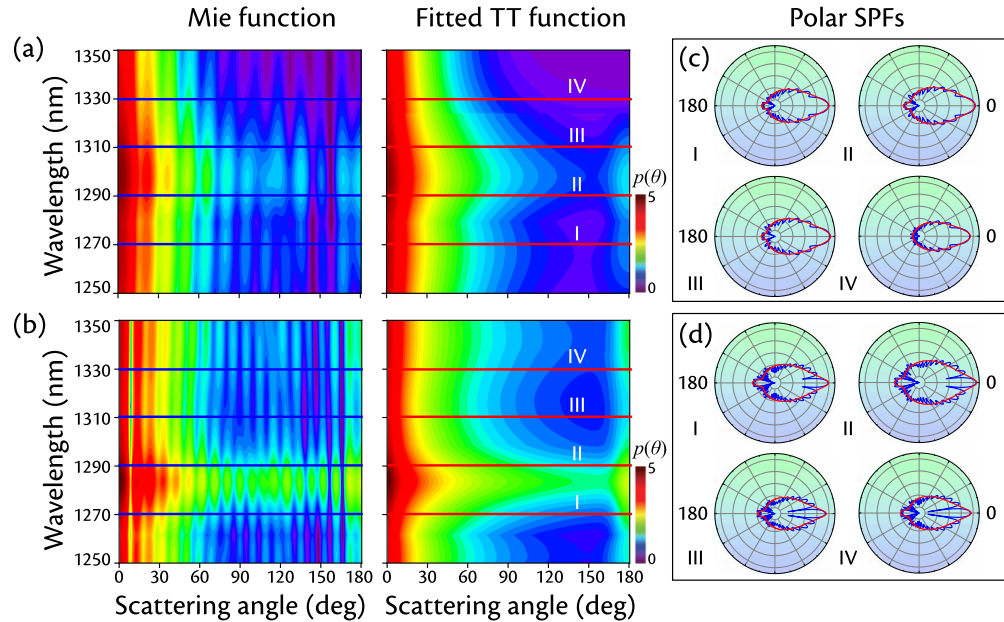 Mie function Fitted TT function Polar SPFs
(a)
Wavelength (nm)
1350
1330
1310
1290
1270
1250
IV
III
II
I
p(θ)
5
0
(c)
180 0
I II
180 0
III IV
(b)
Wavelength (nm)
1350
1330
1310
1290
1270
1250
0 30 60 90 120 150 180
Scattering angle (deg)
IV
III
II
I
0 30 60 90 120 150 180
Scattering angle (deg)
p(θ)
5
0
(d)
180 0
I II
180 0
III IV